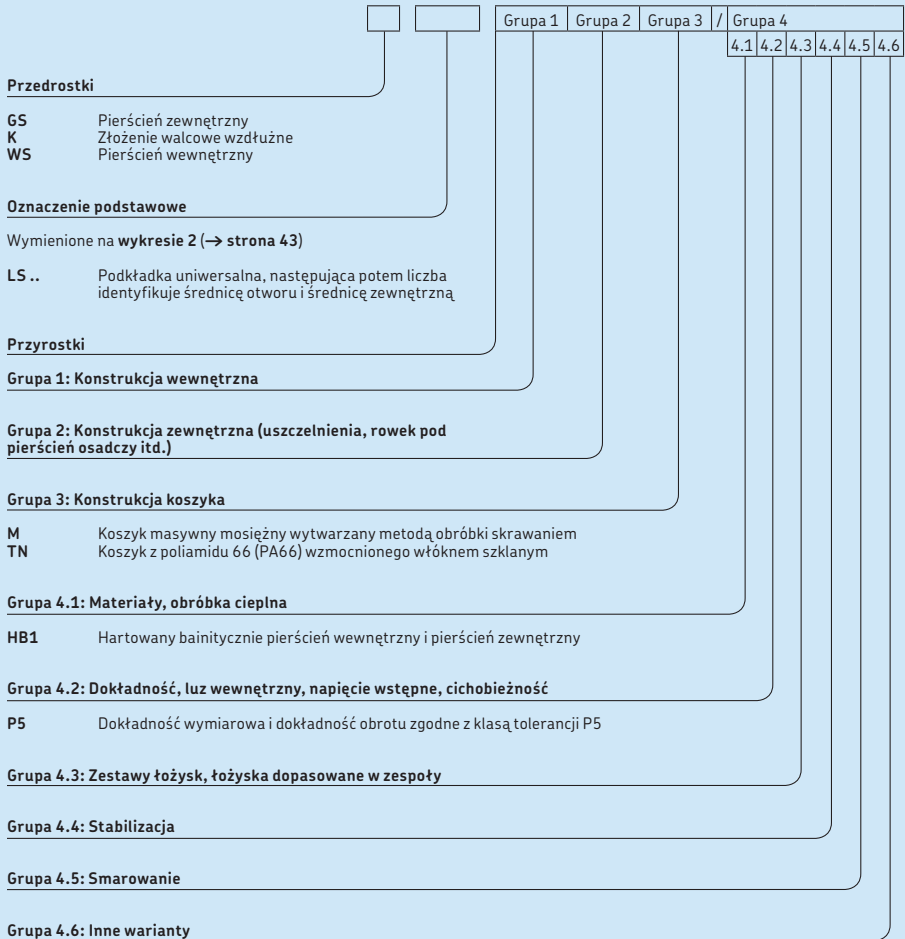 Grupa 1 Grupa 2 Grupa 3 / Grupa 4
4.1 4.2 4.3 4.4 4.5 4.6
Przedrostki
GS Pierścień zewnętrzny
K Złożenie walcowe wzdłużne
WS Pierścień wewnętrzny
Oznaczenie podstawowe
Wymienione na wykresie 2 (→ strona 43)
LS .. Podkładka uniwersalna, następująca potem liczba
identyfikuje średnicę otworu i średnicę zewnętrzną
Przyrostki
Grupa 1: Konstrukcja wewnętrzna
Grupa 2: Konstrukcja zewnętrzna (uszczelnienia, rowek pod
pierścień osadczy itd.)
Grupa 3: Konstrukcja koszyka
M Koszyk masywny mosiężny wytwarzany metodą obróbki skrawaniem
TN Koszyk z poliamidu 66 (PA66) wzmocnionego włóknem szklanym
Grupa 4.1: Materiały, obróbka cieplna
HB1 Hartowany bainitycznie pierścień wewnętrzny i pierścień zewnętrzny
Grupa 4.2: Dokładność, luz wewnętrzny, napięcie wstępne, cichobieżność
P5 Dokładność wymiarowa i dokładność obrotu zgodne z klasą tolerancji P5
Grupa 4.3: Zestawy łożysk, łożyska dopasowane w zespoły
Grupa 4.4: Stabilizacja
Grupa 4.5: Smarowanie
Grupa 4.6: Inne warianty